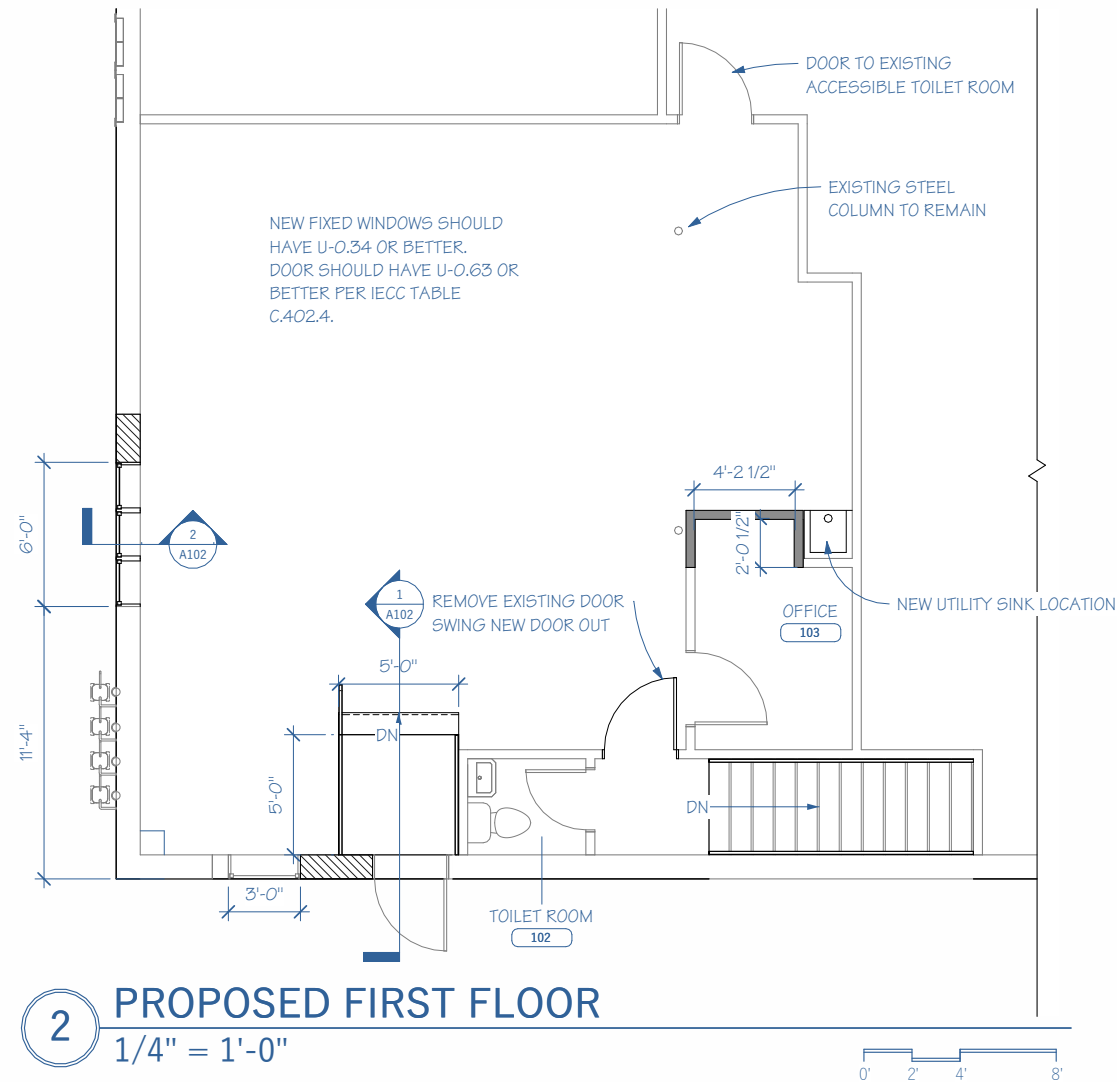 DOOR TO EXISTING
ACCESSIBLE TOILET ROOM
EXISTING STEEL
COLUMN TO REMAIN
NEW FIXED WINDOWS SHOULD
HAVE U-0.34 OR BETTER.
DOOR SHOULD HAVE U-0.63 OR
BETTER PER IECC TABLE
C.402.4.
4'-2 1/2"
2'-0 1/2"
6'-0"
2
A102
1
A102
REMOVE EXISTING DOOR
SWING NEW DOOR OUT
OFFICE
103
NEW UTILITY SINK LOCATION
5'-0"
11'-4"
DN
5'-0"
DN
3'-0"
TOILET ROOM
102
2
PROPOSED FIRST FLOOR
1/4" = 1'-0"
0' 2' 4' 8'